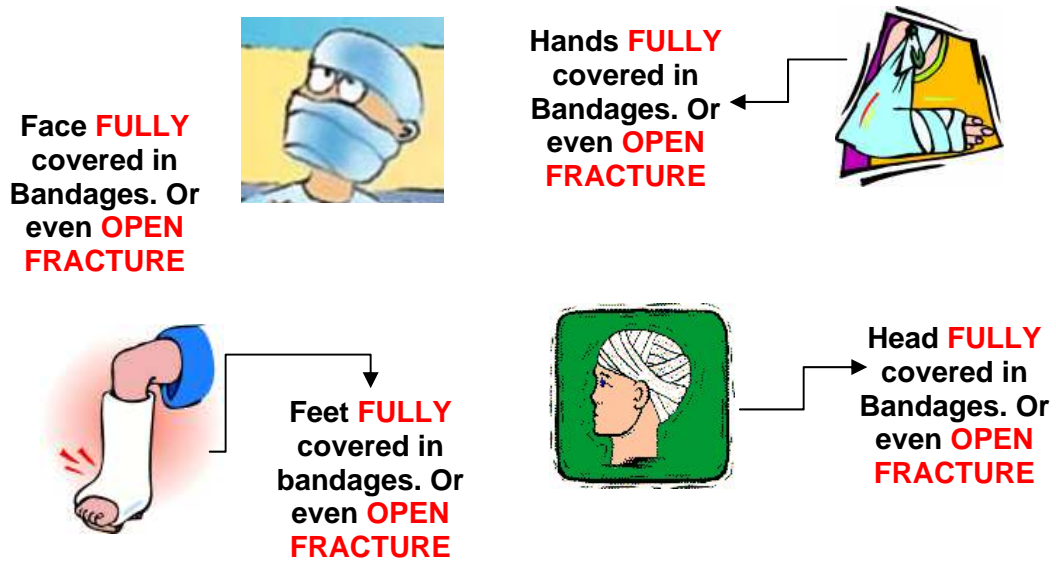 Face FULLY
covered in
Bandages. Or
even OPEN
FRACTURE
Hands FULLY
covered in
Bandages. Or
even OPEN
FRACTURE
Feet FULLY
covered in
bandages. Or
even OPEN
FRACTURE
Head FULLY
covered in
Bandages. Or
even OPEN
FRACTURE